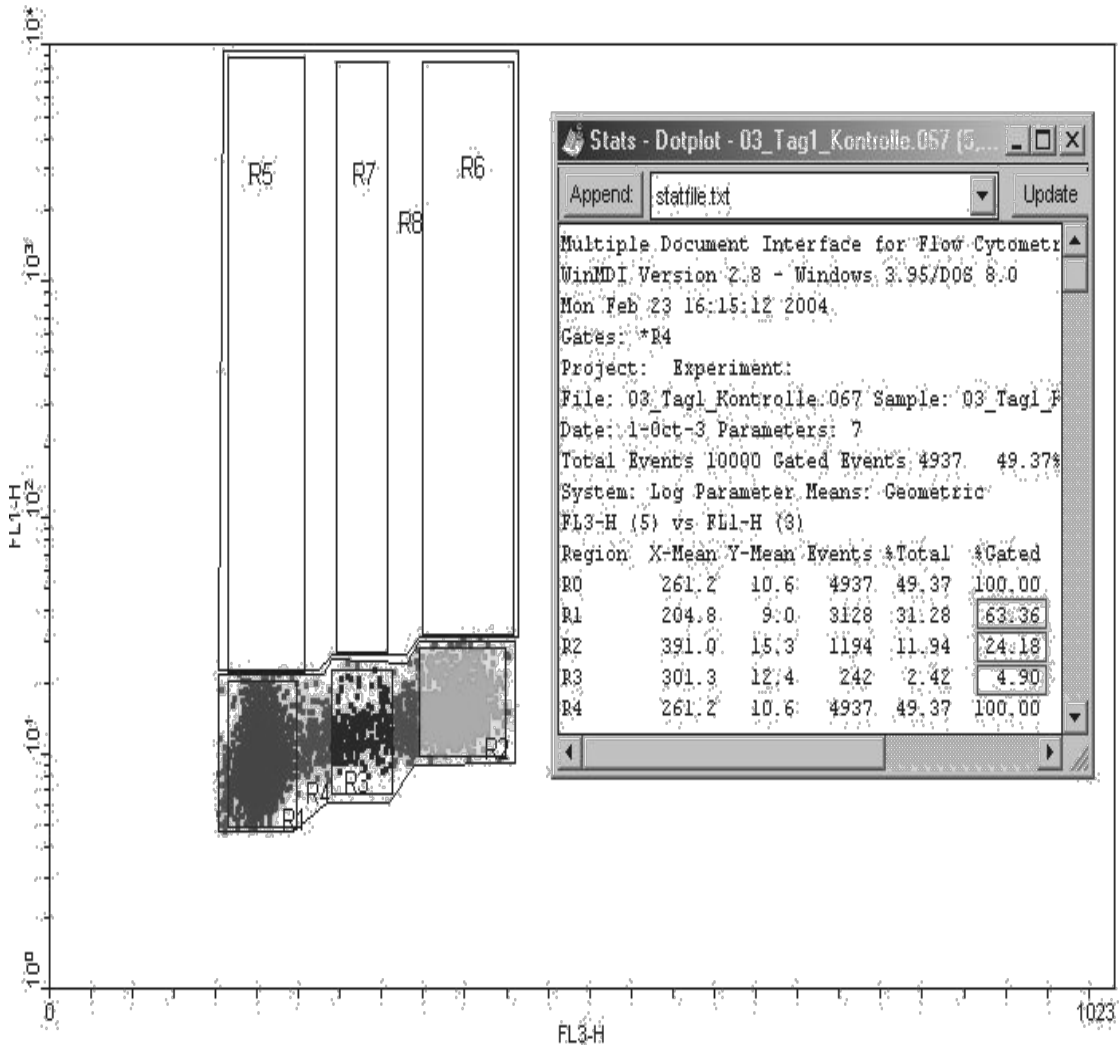 10⁴
R5
R7
R6
R8
10³
10²
FL1-H
10¹
10⁰
R1
R4
R3
R2
0
1023
FL3-H
Stats - Dotplot - 03_Tag1_Kontrolle.067 (5,...
Append:
statfile.txt
Update
Multiple Document Interface for Flow Cytometr
WinMDI Version 2.8 - Windows 3.95/DOS 8.0
Mon Feb 23 16:15:12 2004
Gates: *R4
Project: Experiment:
File: 03_Tag1_Kontrolle.067 Sample: 03_Tag1_
Date: 1-Oct-3 Parameters: 7
Total Events 10000 Gated Events 4937 49.37%
System: Log Parameter Means: Geometric
FL3-H (5) vs FL1-H (3)
Region X-Mean Y-Mean Events %Total %Gated
R0 261.2 10.6 4937 49.37 100.00
R1 204.8 9.0 3128 31.28 63.36
R2 391.0 15.3 1194 11.94 24.18
R3 301.3 12.4 242 2.42 4.90
R4 261.2 10.6 4937 49.37 100.00